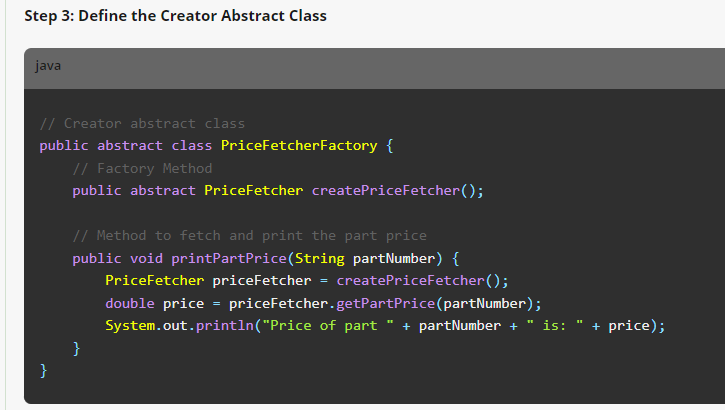 Step 3: Define the Creator Abstract Class
java
// Creator abstract class
public abstract class PriceFetcherFactory {
    // Factory Method
    public abstract PriceFetcher createPriceFetcher();

    // Method to fetch and print the part price
    public void printPartPrice(String partNumber) {
        PriceFetcher priceFetcher = createPriceFetcher();
        double price = priceFetcher.getPartPrice(partNumber);
        System.out.println("Price of part " + partNumber + " is: " + price);
    }
}